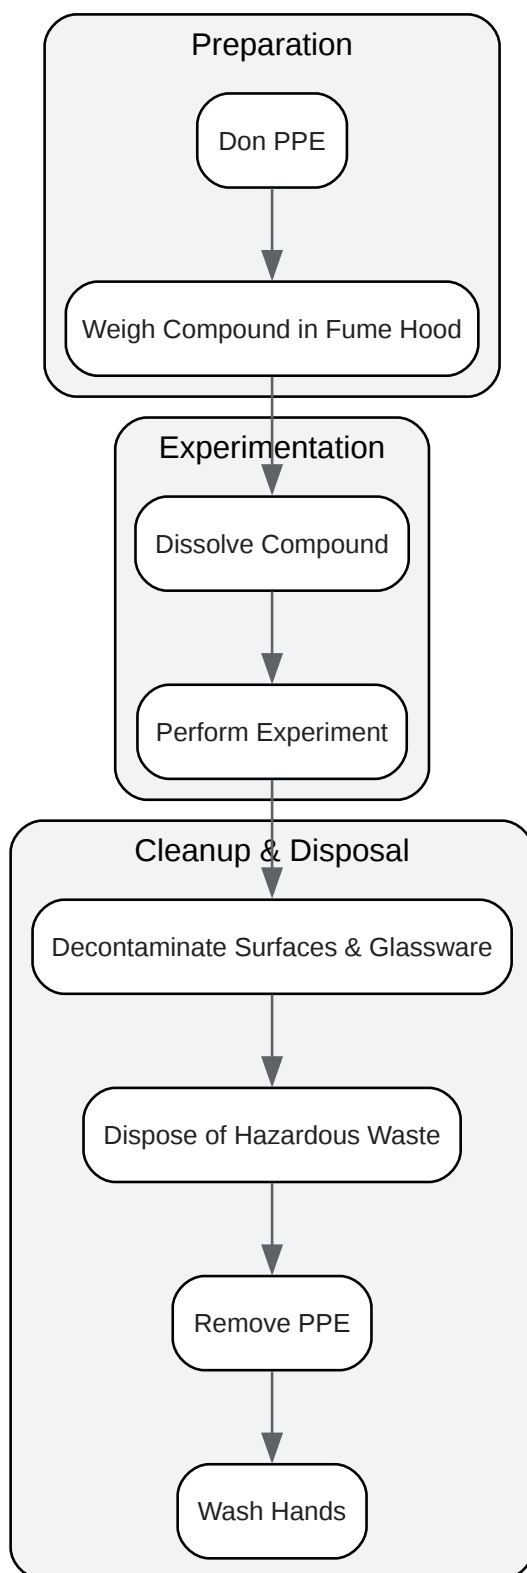 Preparation
Don PPE
Weigh Compound in Fume Hood
Experimentation
Dissolve Compound
Perform Experiment
Cleanup & Disposal
Decontaminate Surfaces & Glassware
Dispose of Hazardous Waste
Remove PPE
Wash Hands